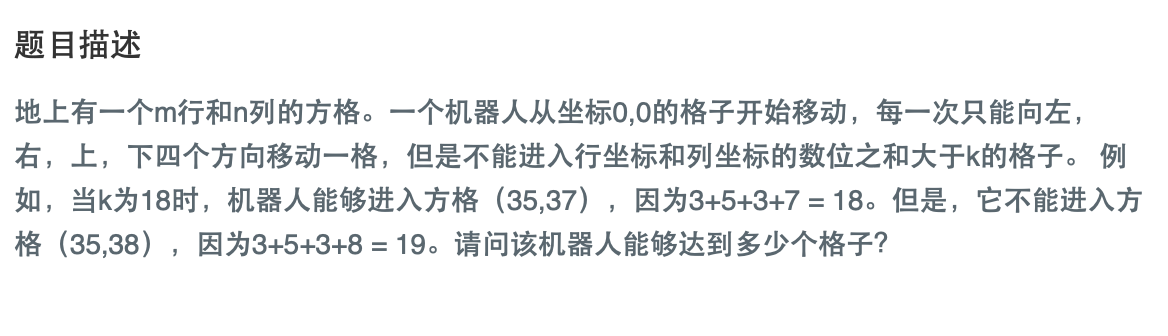 题目描述
地上有一个m行和n列的方格。一个机器人从坐标0,0的格子开始移动，每一次只能向左，
右，上，下四个方向移动一格，但是不能进入行坐标和列坐标的数位之和大于k的格子。 例
如，当k为18时，机器人能够进入方格（35,37），因为3+5+3+7 = 18。但是，它不能进入方
格（35,38），因为3+5+3+8 = 19。请问该机器人能够达到多少个格子？